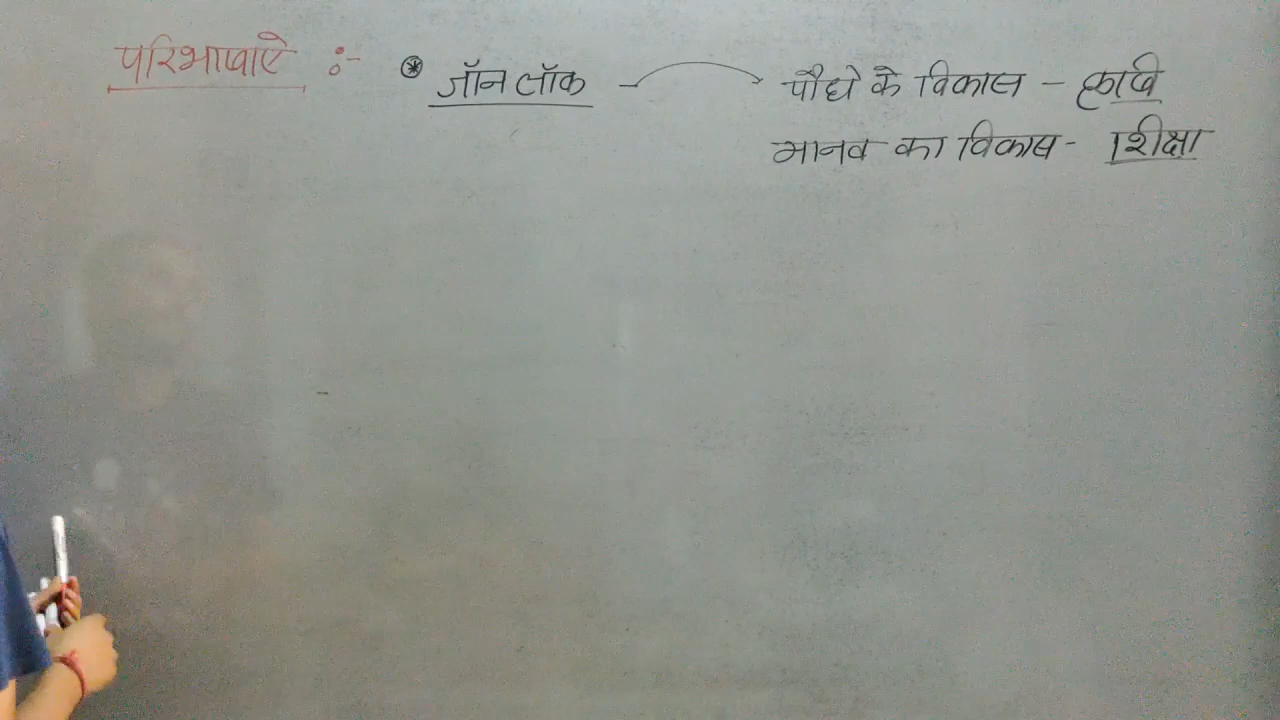 परिभाषाऐ :- * जॉन लॉक → पौधे के विकास - कृषि
मानव का विकास - शिक्षा